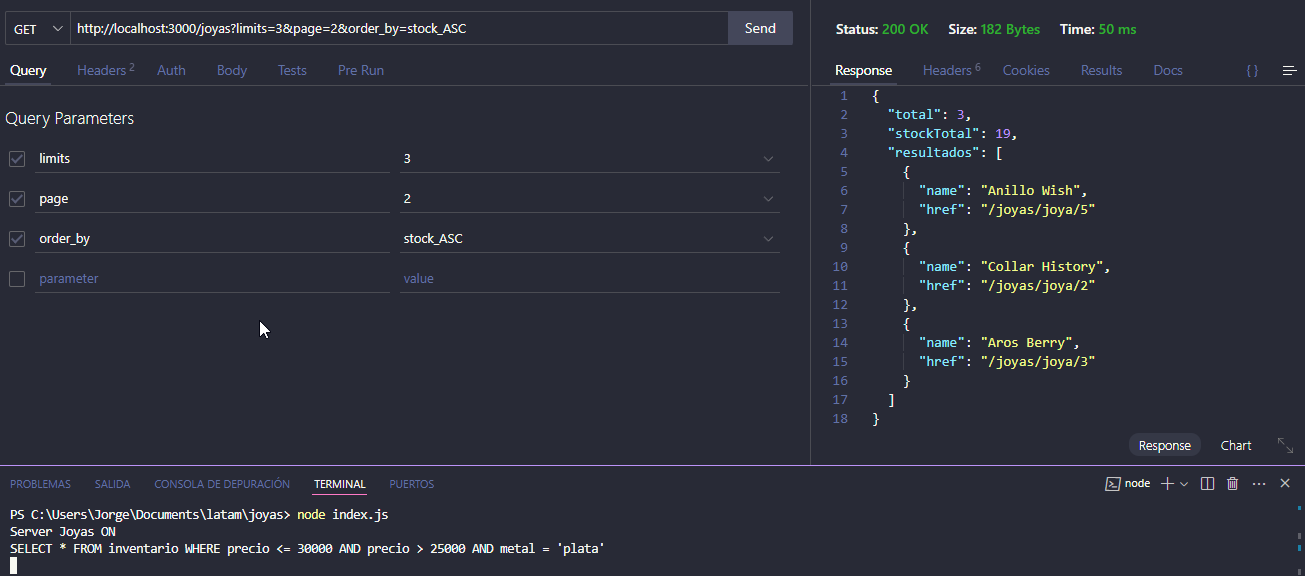 GET http://localhost:3000/joyas?limits=3&page=2&order_by=stock_ASC Send
Query Headers 2 Auth Body Tests Pre Run
Query Parameters
limits 3
page 2
order_by stock_ASC
parameter value
Status: 200 OK Size: 182 Bytes Time: 50 ms
Response Headers 6 Cookies Results Docs { }
1 {
2 "total": 3,
3 "stockTotal": 19,
4 "resultados": [
5 {
6 "name": "Anillo Wish",
7 "href": "/joyas/joya/5"
8 },
9 {
10 "name": "Collar History",
11 "href": "/joyas/joya/2"
12 },
13 {
14 "name": "Aros Berry",
15 "href": "/joyas/joya/3"
16 }
17 ]
18 }
Response Chart
PROBLEMAS SALIDA CONSOLA DE DEPURACIÓN TERMINAL PUERTOS node
PS C:\Users\Jorge\Documents\latam\joyas> node index.js
Server Joyas ON
SELECT * FROM inventario WHERE precio <= 30000 AND precio > 25000 AND metal = 'plata'